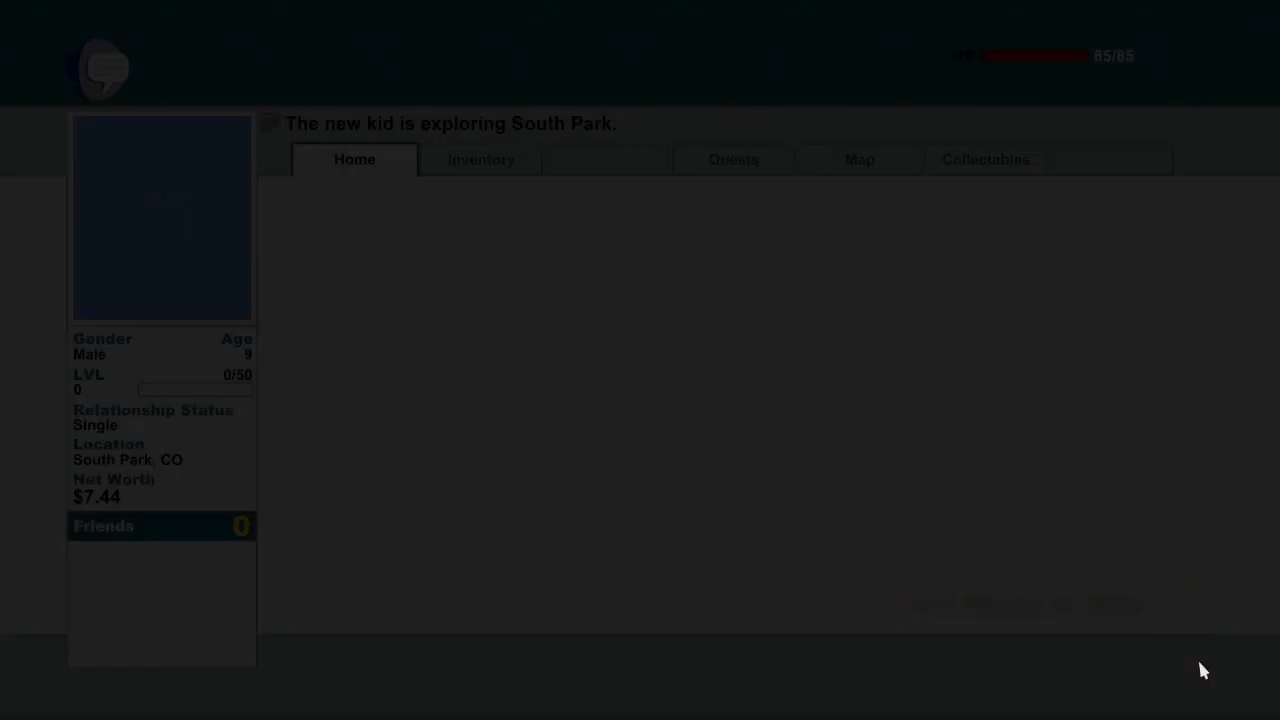 HP 85/85
The new kid is exploring South Park.
Home Inventory Quests Map Collectables
Gender Age
Male 9
LVL 0/50
0
Relationship Status
Single
Location
South Park, CO
Net Worth
$7.44
Friends 0